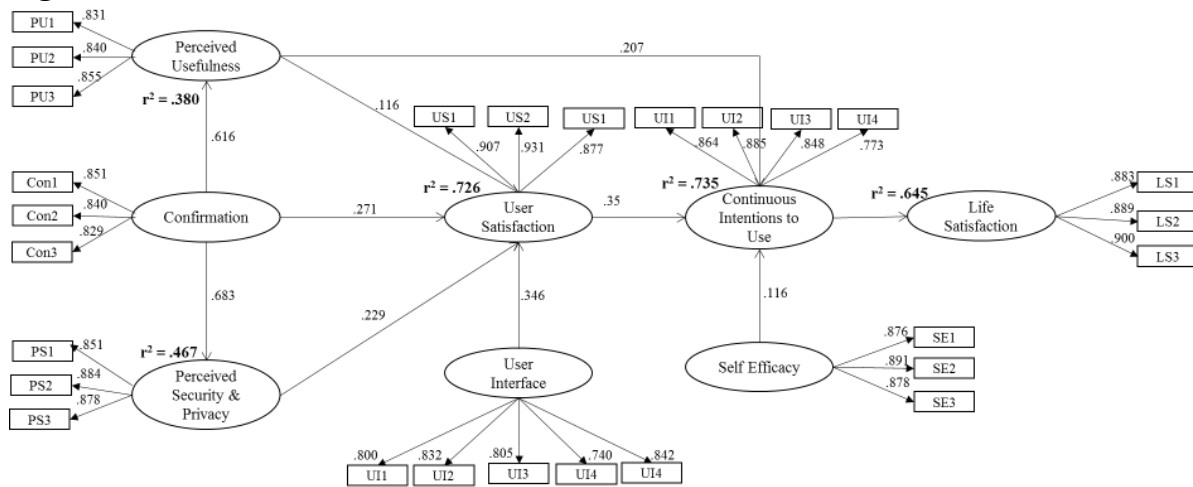 PU1
.831
PU2
.840
PU3
.855
Perceived
Usefulness
r² = .380
.207
.116
.616
US1
US2
US1
.907
.931
.877
UI1
UI2
UI3
UI4
.864
.885
.848
.773
Con1
.851
Con2
.840
Con3
.829
Confirmation
.271
r² = .726
User
Satisfaction
.35
r² = .735
Continuous
Intentions to
Use
r² = .645
Life
Satisfaction
.883
LS1
.889
LS2
.900
LS3
.683
.229
.346
.116
PS1
.851
PS2
.884
PS3
.878
r² = .467
Perceived
Security &
Privacy
User
Interface
Self Efficacy
.876
SE1
.891
SE2
.878
SE3
.800
.832
.805
.740
.842
UI1
UI2
UI3
UI4
UI4